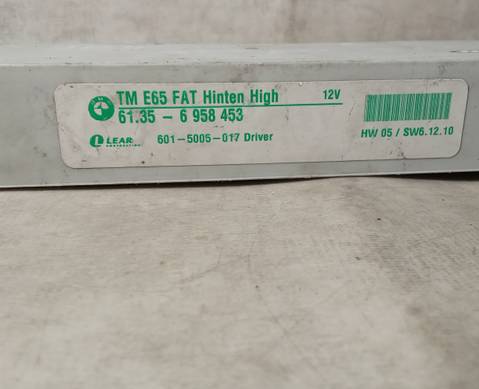 TM E65 FAT Hinten High 12V
61.35 - 6 958 453
LEAR
601-5005-017 Driver
HW 05 / SW6.12.10